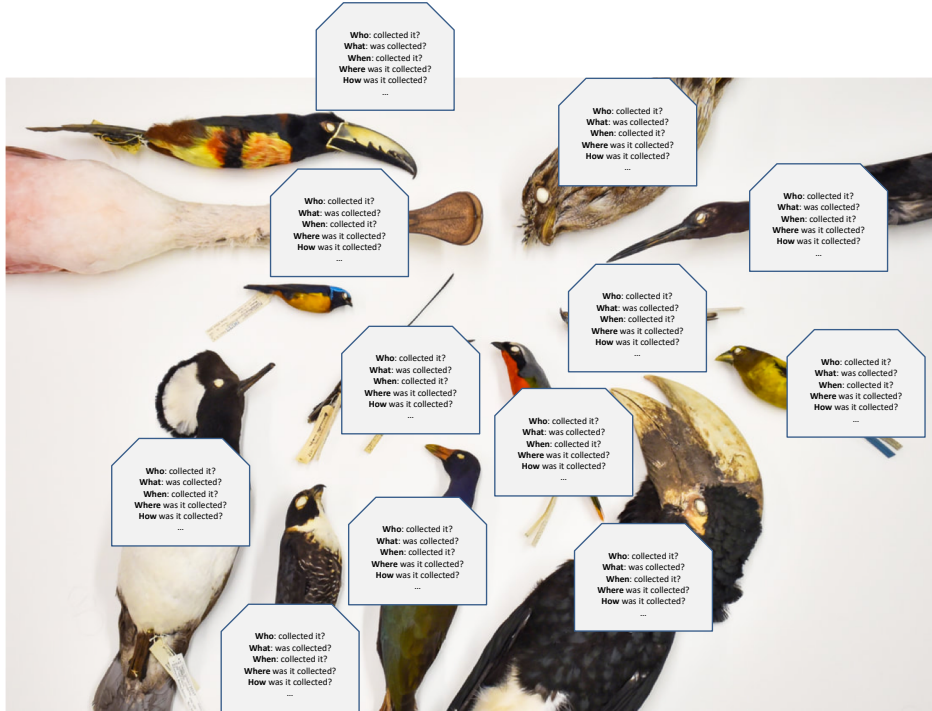 Who: collected it?
What: was collected?
When: collected it?
Where was it collected?
How was it collected?
...
Who: collected it?
What: was collected?
When: collected it?
Where was it collected?
How was it collected?
...
Who: collected it?
What: was collected?
When: collected it?
Where was it collected?
How was it collected?
...
Who: collected it?
What: was collected?
When: collected it?
Where was it collected?
How was it collected?
...
Who: collected it?
What: was collected?
When: collected it?
Where was it collected?
How was it collected?
...
Who: collected it?
What: was collected?
When: collected it?
Where was it collected?
How was it collected?
...
Who: collected it?
What: was collected?
When: collected it?
Where was it collected?
How was it collected?
...
Who: collected it?
What: was collected?
When: collected it?
Where was it collected?
How was it collected?
...
Who: collected it?
What: was collected?
When: collected it?
Where was it collected?
How was it collected?
...
Who: collected it?
What: was collected?
When: collected it?
Where was it collected?
How was it collected?
...
Who: collected it?
What: was collected?
When: collected it?
Where was it collected?
How was it collected?
...
Who: collected it?
What: was collected?
When: collected it?
Where was it collected?
How was it collected?
...